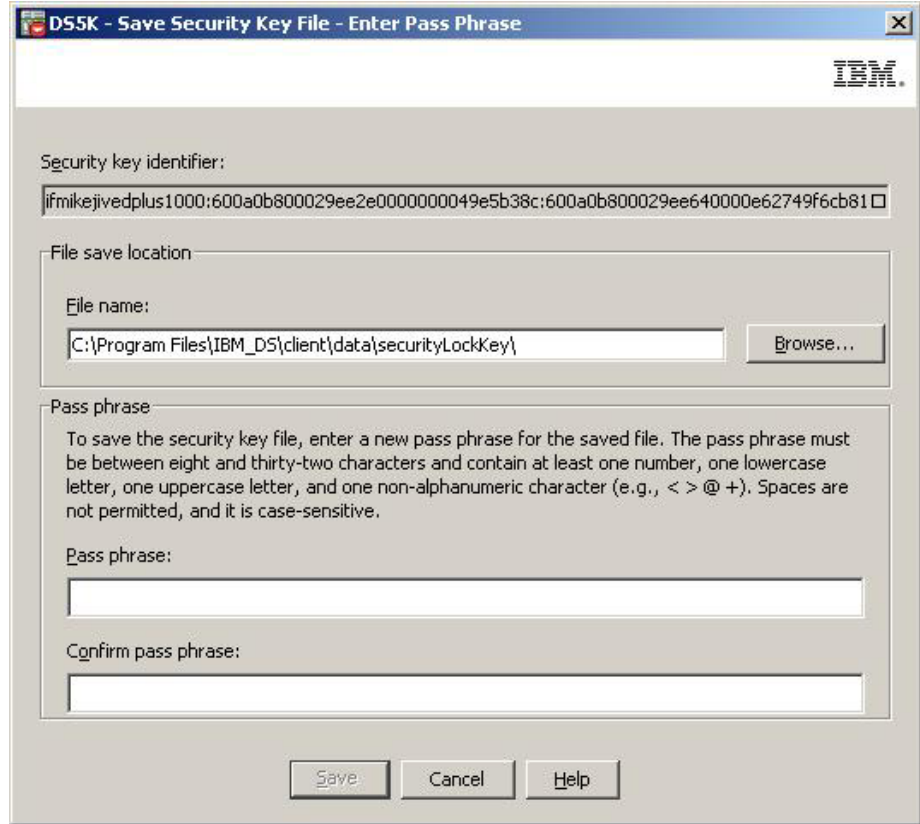 DS5K - Save Security Key File - Enter Pass Phrase
IBM.
Security key identifier:
ifmikejivedplus1000:600a0b800029ee2e0000000049e5b38c:600a0b800029ee640000e62749f6cb81
File save location
File name:
C:\Program Files\IBM_DS\client\data\securityLockKey\
Browse...
Pass phrase
To save the security key file, enter a new pass phrase for the saved file. The pass phrase must
be between eight and thirty-two characters and contain at least one number, one lowercase
letter, one uppercase letter, and one non-alphanumeric character (e.g., < > @ +). Spaces are
not permitted, and it is case-sensitive.
Pass phrase:
Confirm pass phrase:
Save
Cancel
Help